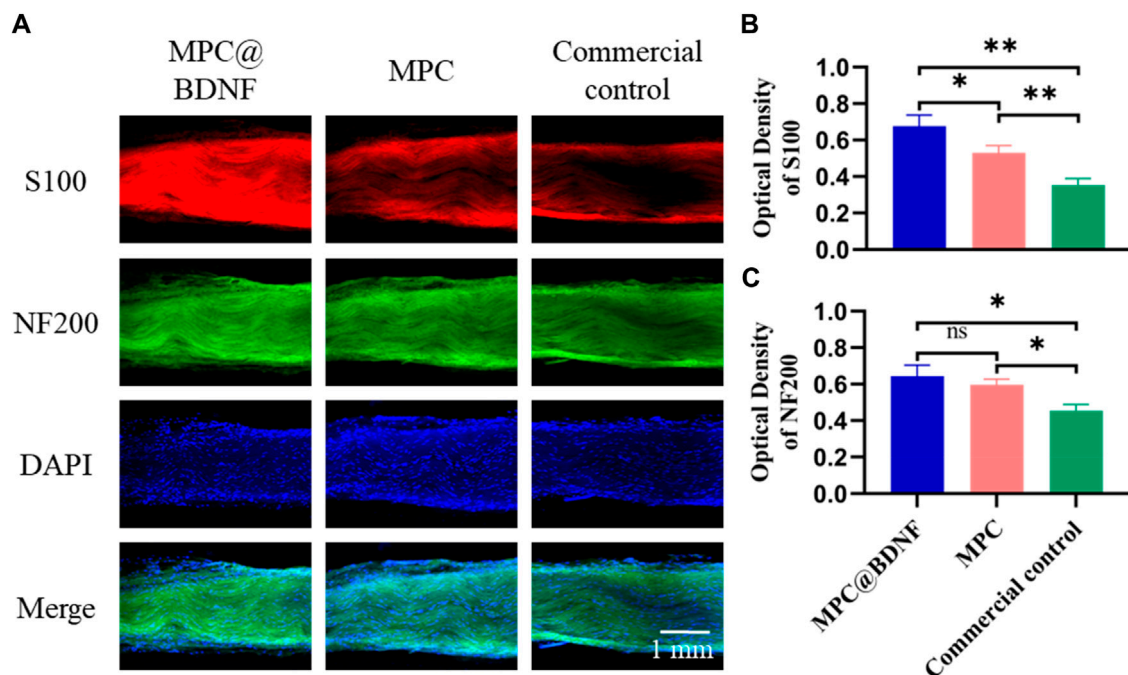 A
MPC@
BDNF
MPC
Commercial
control
S100
NF200
DAPI
Merge
1 mm
B
**
*
**
Optical Density
of S100
1.0
0.8
0.6
0.4
0.2
0.0
C
*
ns
*
Optical Density
of NF200
1.0
0.8
0.6
0.4
0.2
0.0
MPC@BDNF
MPC
Commercial control